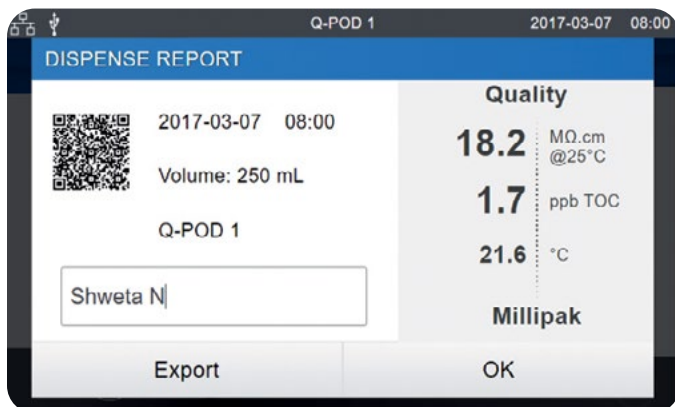 Q-POD 1 2017-03-07 08:00
DISPENSE REPORT
2017-03-07 08:00
Volume: 250 mL
Q-POD 1
Shweta N
Quality
18.2 MΩ.cm @25°C
1.7 ppb TOC
21.6 °C
Millipak
Export OK